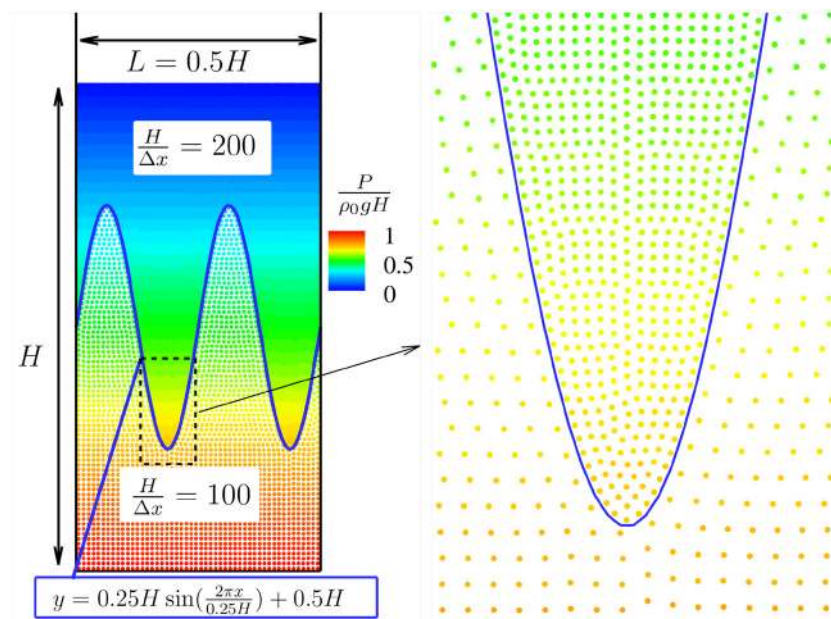 L = 0.5H
H/Δx = 200
P/ρ₀gH
1
0.5
0
H
H/Δx = 100
y = 0.25H sin(2πx/0.25H) + 0.5H